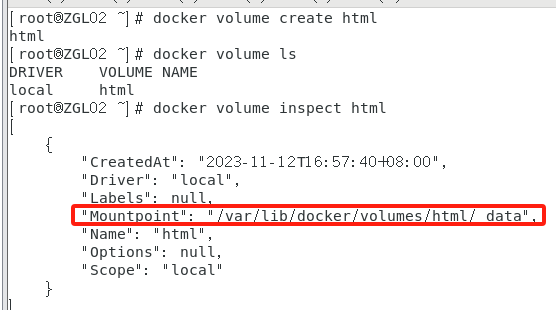 [root@ZGL02 ~]# docker volume create html
html
[root@ZGL02 ~]# docker volume ls
DRIVER    VOLUME NAME
local     html
[root@ZGL02 ~]# docker volume inspect html
[
    {
        "CreatedAt": "2023-11-12T16:57:40+08:00",
        "Driver": "local",
        "Labels": null,
        "Mountpoint": "/var/lib/docker/volumes/html/_data",
        "Name": "html",
        "Options": null,
        "Scope": "local"
    }
]